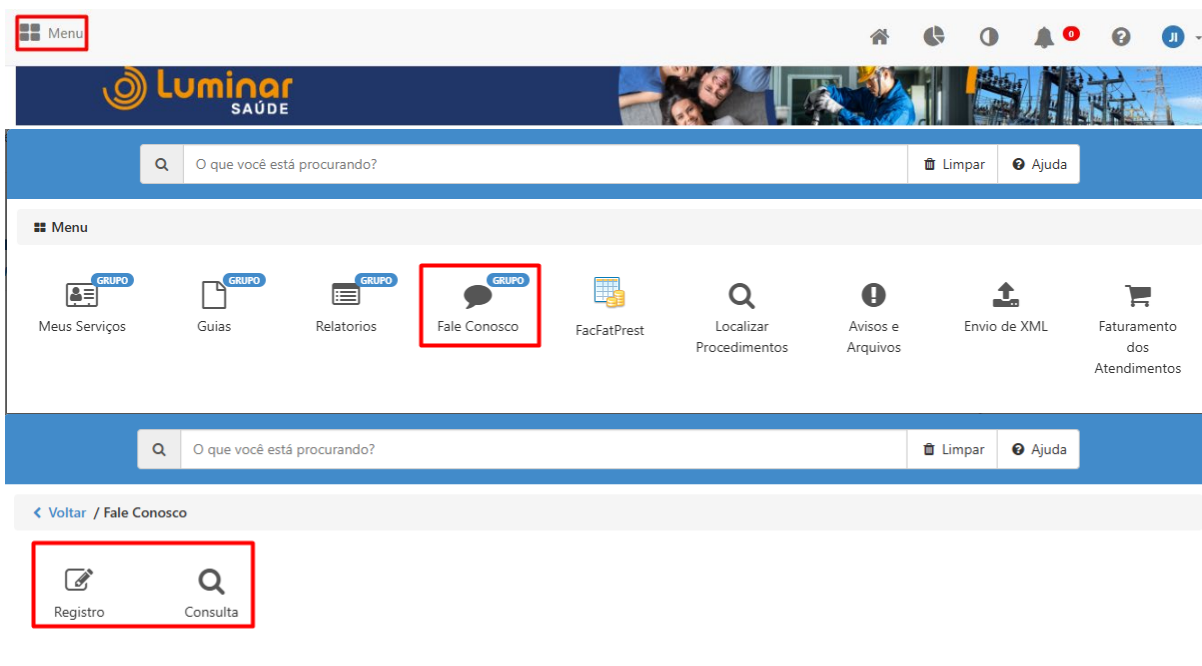 Menu
0
JI
Luminar
SAÚDE
O que você está procurando?
Limpar
Ajuda
Menu
GRUPO
Meus Serviços
GRUPO
Guias
GRUPO
Relatorios
GRUPO
Fale Conosco
FacFatPrest
Localizar
Procedimentos
Avisos e
Arquivos
Envio de XML
Faturamento
dos
Atendimentos
O que você está procurando?
Limpar
Ajuda
Voltar / Fale Conosco
Registro
Consulta